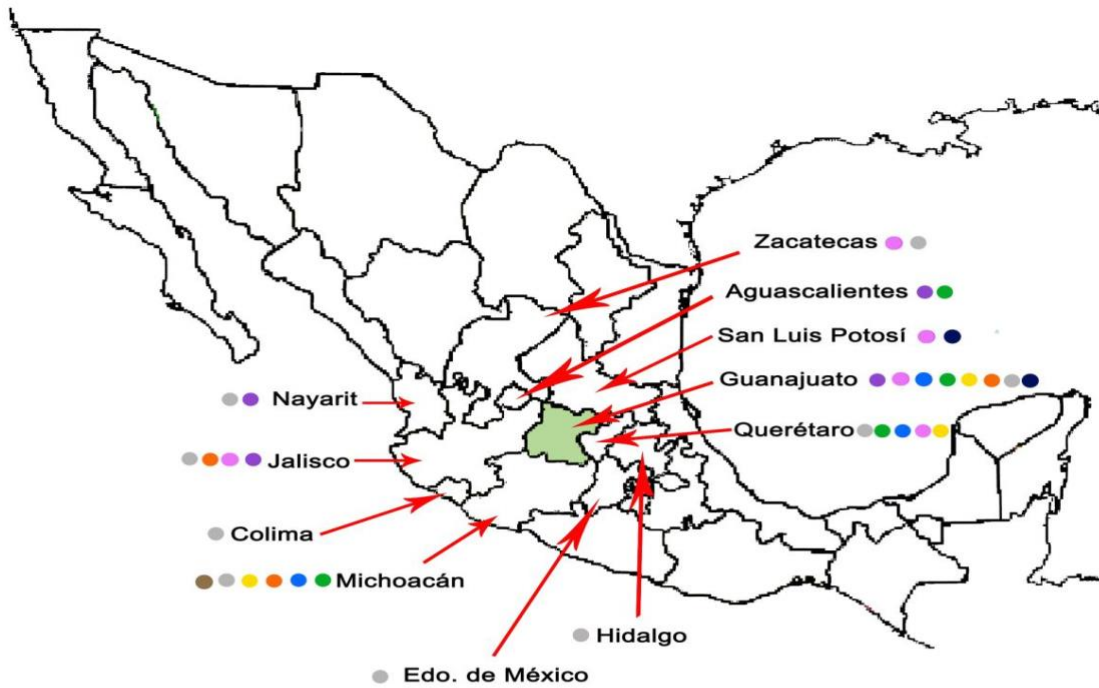 Zacatecas
Aguascalientes
San Luis Potosí
Guanajuato
Nayarit
Querétaro
Jalisco
Colima
Michoacán
Hidalgo
Edo. de México